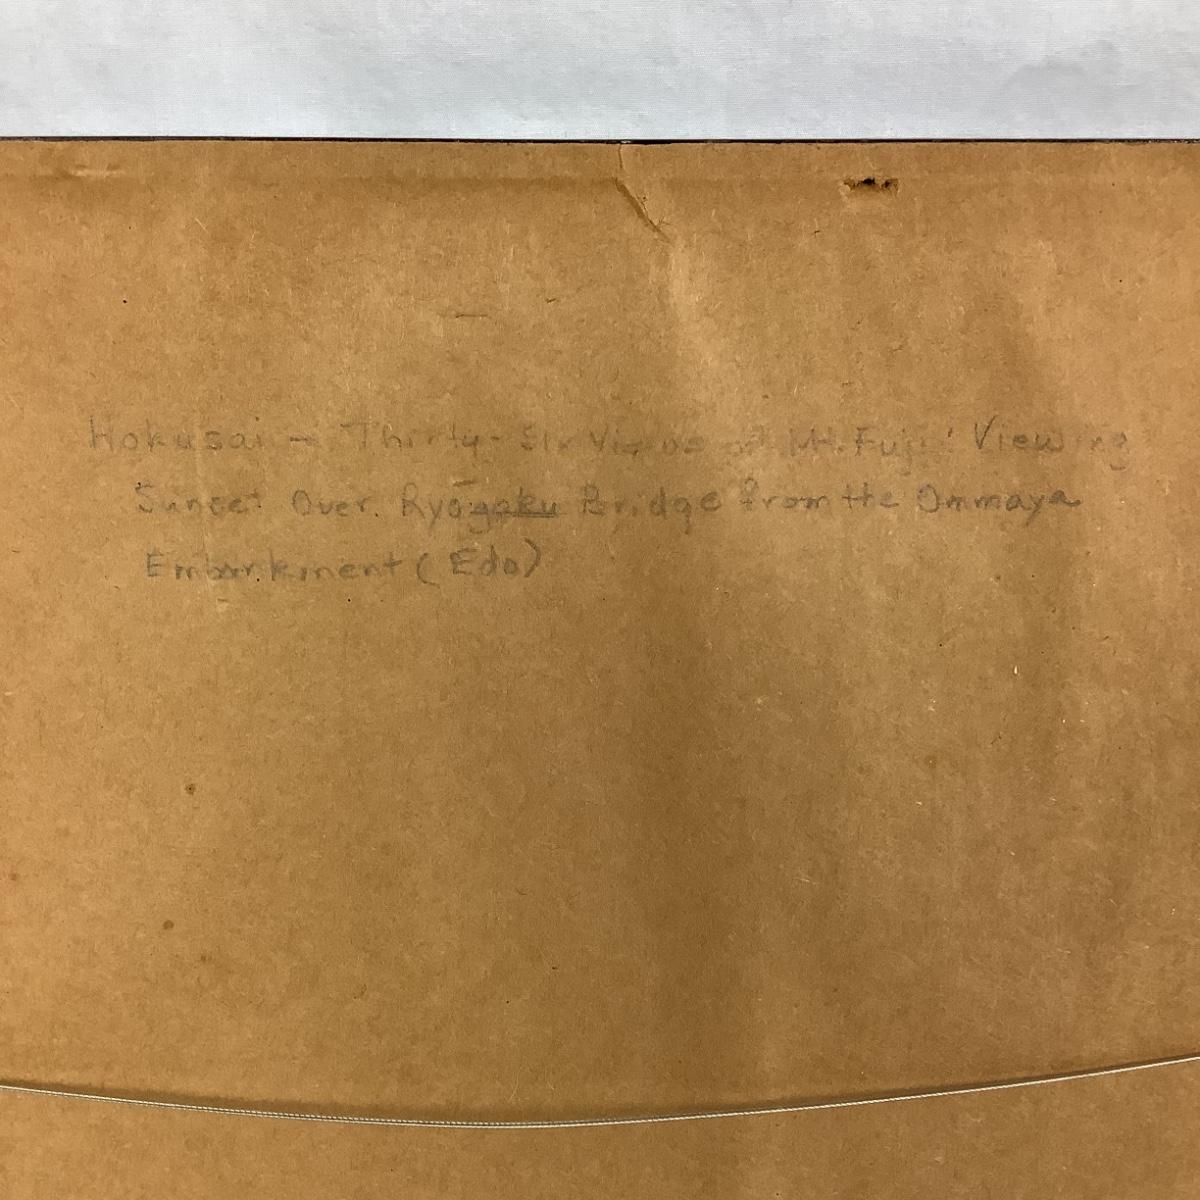 Hokusai - Thirty-Six Views of Mt. Fuji: Viewing
Sunset Over Ryogoku Bridge from the Ommaya
Embankment (Edo)